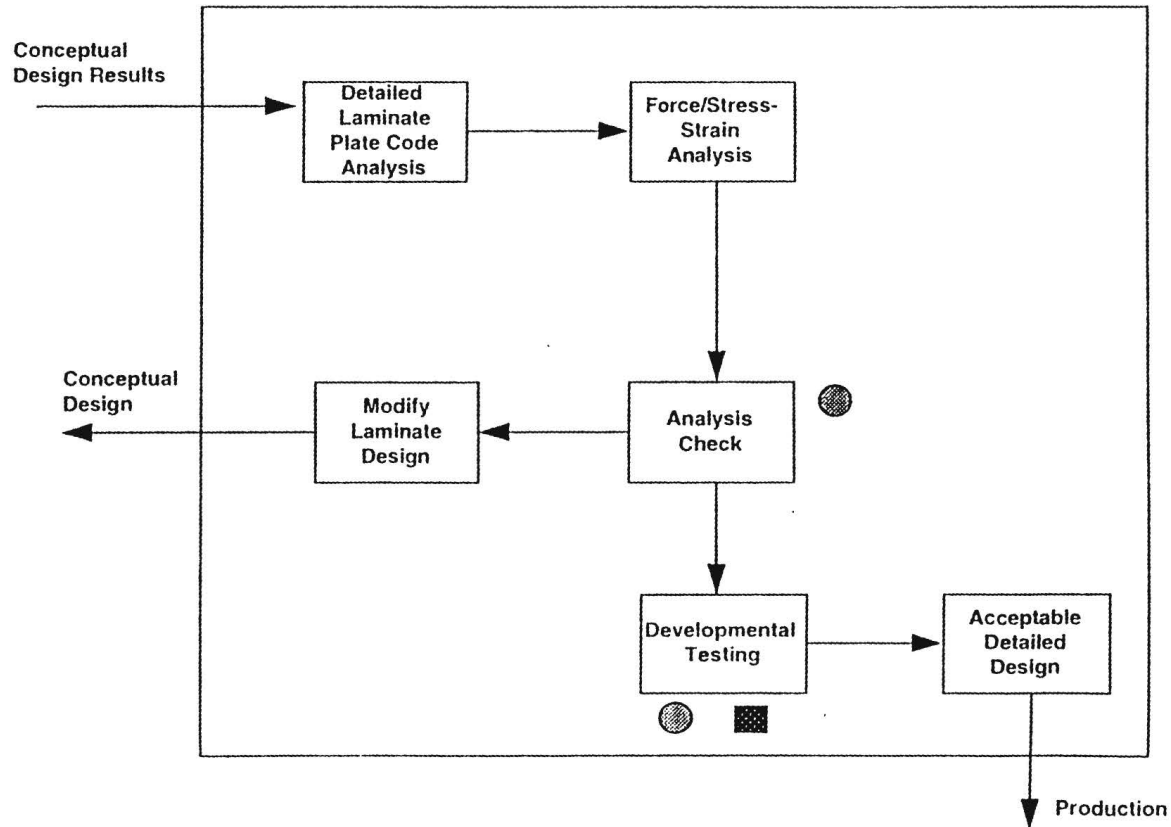 Conceptual
Design Results
Detailed
Laminate
Plate Code
Analysis
Force/Stress-
Strain
Analysis
Conceptual
Design
Modify
Laminate
Design
Analysis
Check
Developmental
Testing
Acceptable
Detailed
Design
Production